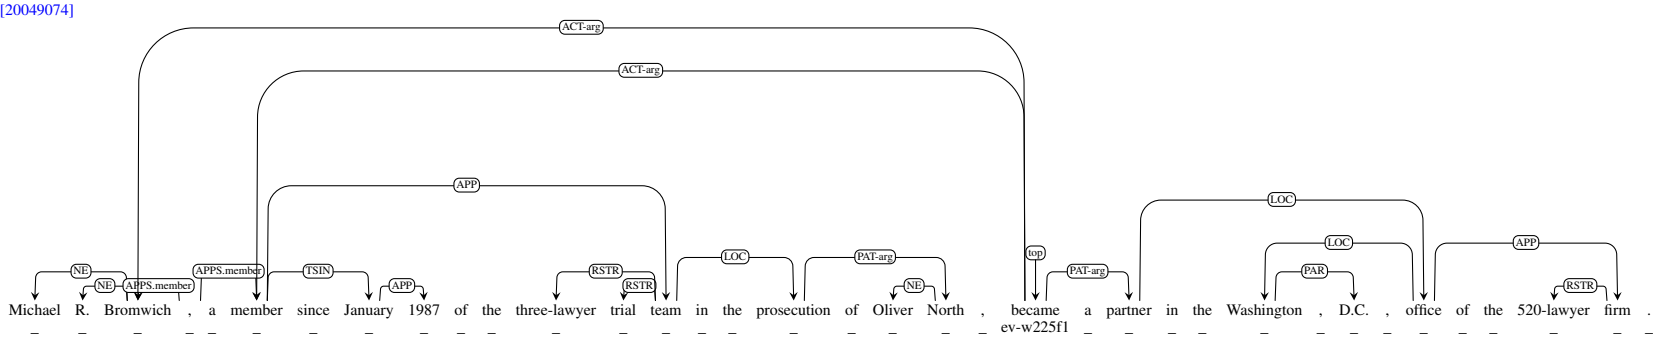 [20049074]
ACT-arg
ACT-arg
APP
LOC
top
LOC
LOC
PAT-arg
LOC
APP
NE
APPS.member
TSIN
RSTR
PAT-arg
PAR
NE
APPS.member
APP
RSTR
NE
RSTR
Michael R. Bromwich , a member since January 1987 of the three-lawyer trial team in the prosecution of Oliver North , became a partner in the Washington , D.C. , office of the 520-lawyer firm .
_ _ _ _ _ _ _ _ _ _ _ _ _ _ _ _ _ _ _ _ _ ev-w225f1 _ _ _ _ _ _ _ _ _ _ _ _ _ _